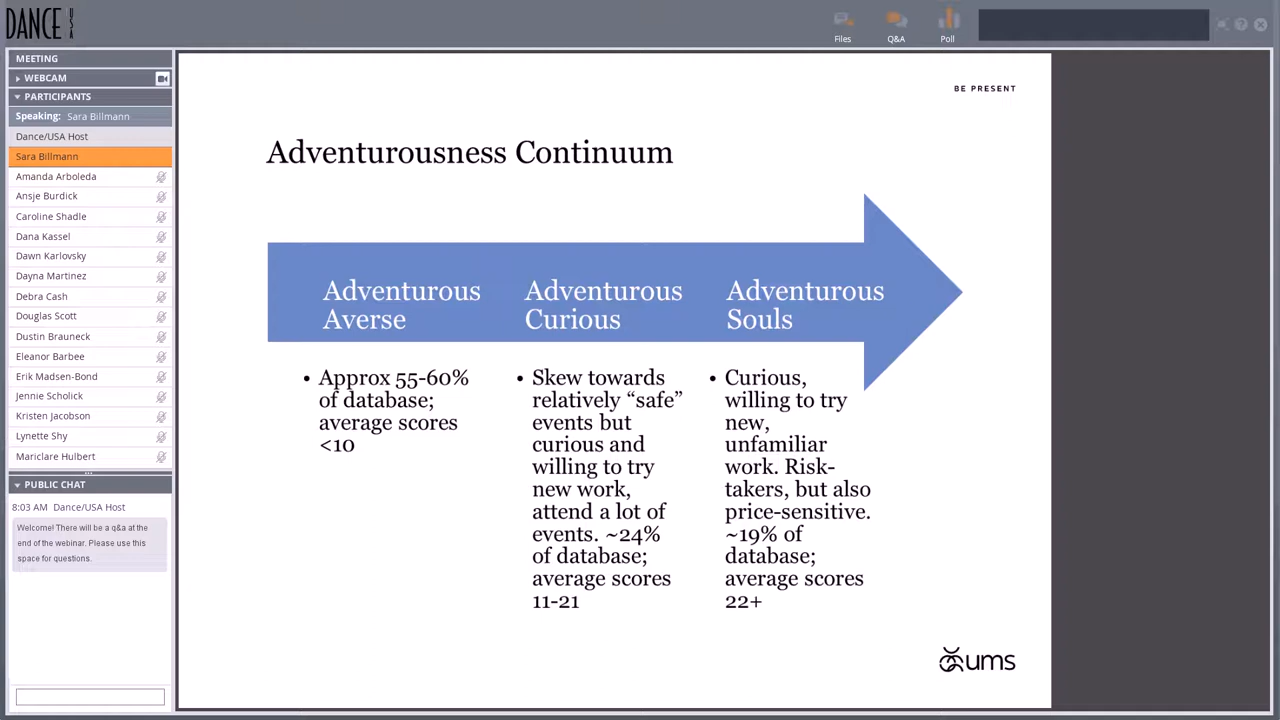 DANCE USA
Files
Q&A
Poll
MEETING
WEBCAM
PARTICIPANTS
Speaking: Sara Billmann
Dance/USA Host
Sara Billmann
Amanda Arboleda
Ansje Burdick
Caroline Shadle
Dana Kassel
Dawn Karlovsky
Dayna Martinez
Debra Cash
Douglas Scott
Dustin Brauneck
Eleanor Barbee
Erik Madsen-Bond
Jennie Scholick
Kristen Jacobson
Lynette Shy
Mariclare Hulbert
PUBLIC CHAT
8:03 AM Dance/USA Host
Welcome! There will be a q&a at the
end of the webinar. Please use this
space for questions.
BE PRESENT
Adventurousness Continuum
Adventurous
Averse
Adventurous
Curious
Adventurous
Souls
• Approx 55-60%
of database;
average scores
<10
• Skew towards
relatively “safe”
events but
curious and
willing to try
new work,
attend a lot of
events. ~24%
of database;
average scores
11-21
• Curious,
willing to try
new,
unfamiliar
work. Risk-
takers, but also
price-sensitive.
~19% of
database;
average scores
22+
ums